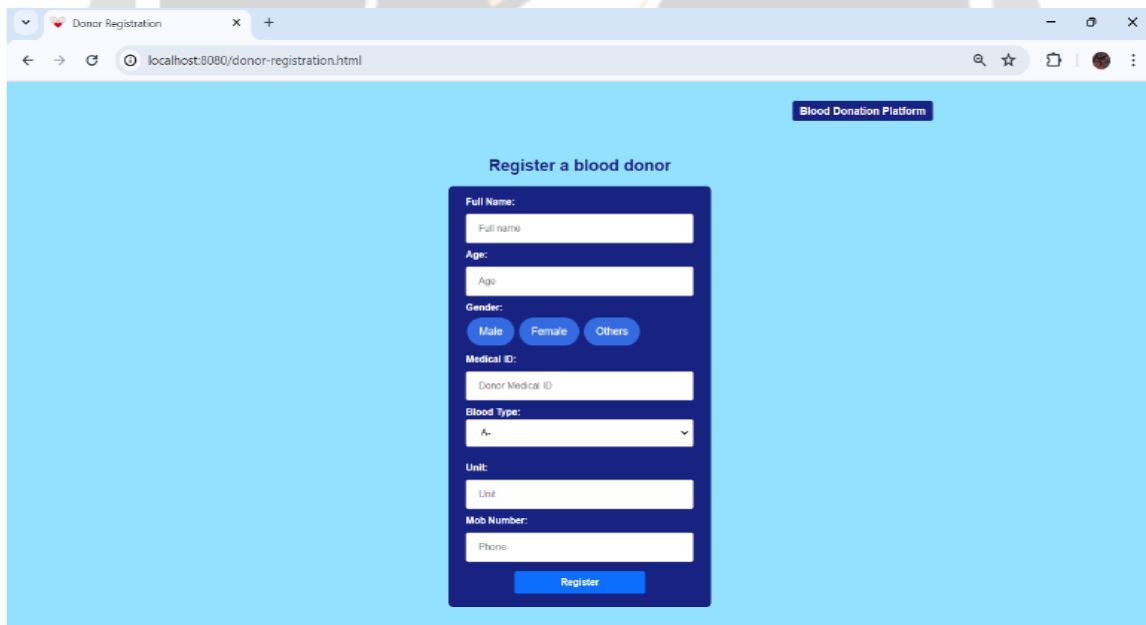 Donor Registration
localhost:8080/donor-registration.html
Blood Donation Platform
Register a blood donor
Full Name:
Full name
Age:
Age
Gender:
Male Female Others
Medical ID:
Donor Medical ID
Blood Type:
A-
Unit:
Unit
Mob Number:
Phone
Register